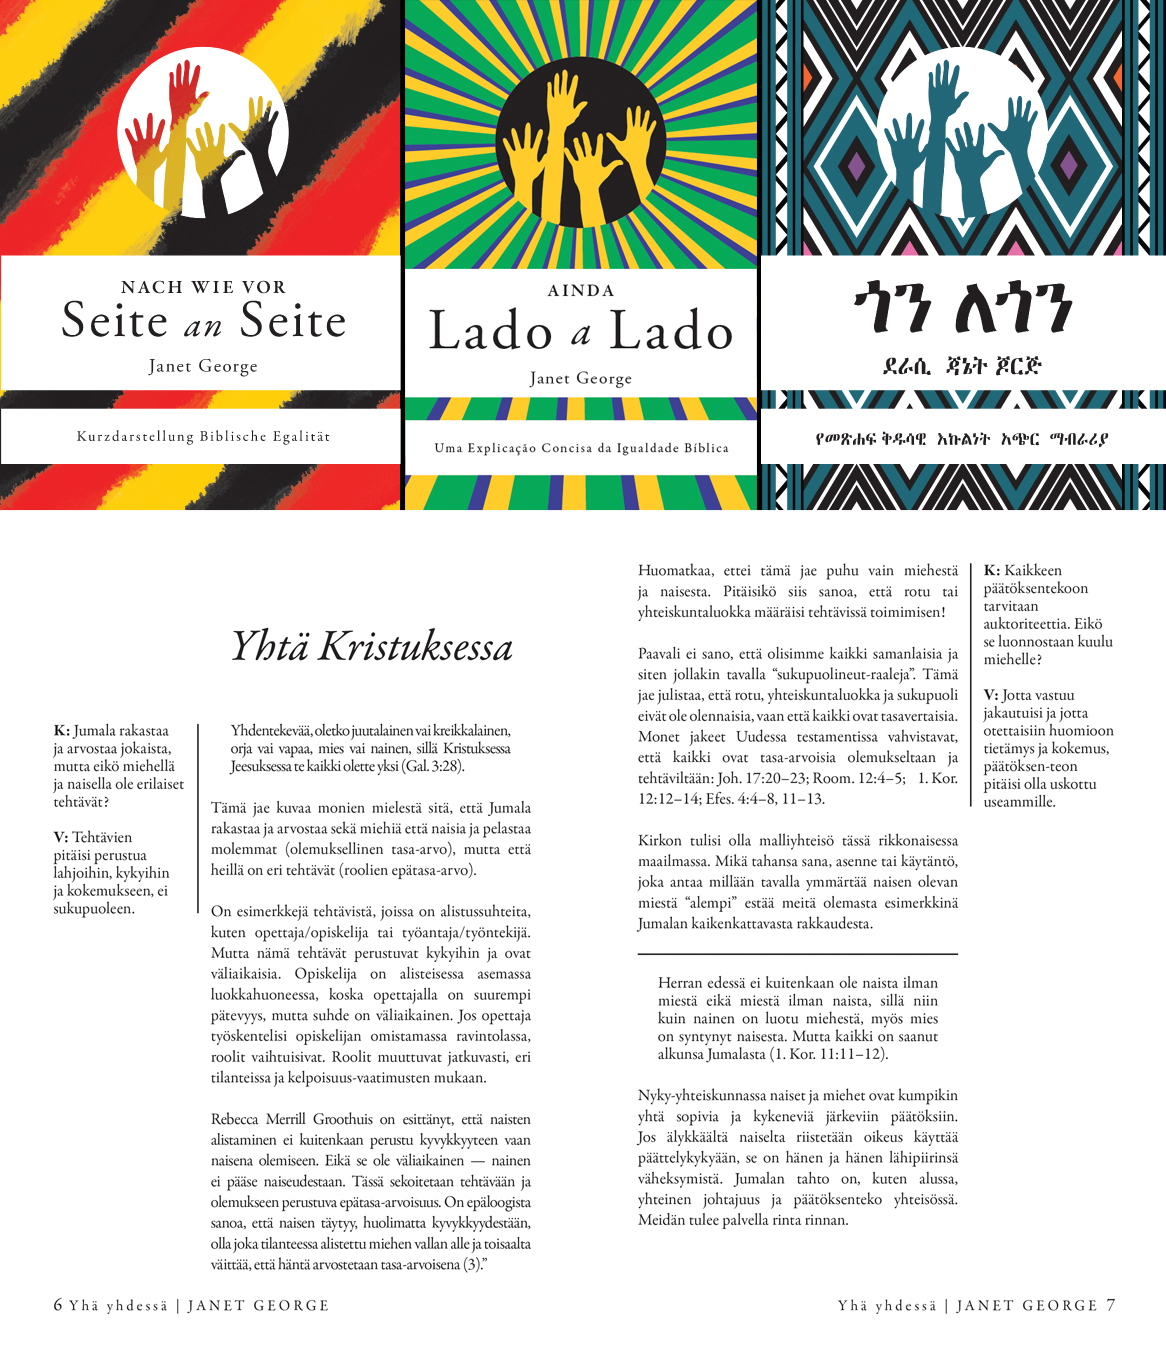 NACH WIE VOR
Seite an Seite
Janet George
Kurzdarstellung Biblische Egalität
AINDA
Lado a Lado
Janet George
Uma Explicação Concisa da Igualdade Bíblica
ጎን ለጎን
ደራሲ ጃኔት ጆርጅ
የመጽሐፍ ቅዱሳዊ እኩልነት አጭር ማብራሪያ
Yhtä Kristuksessa
K: Jumala rakastaa
ja arvostaa jokaista,
mutta eikö miehellä
ja naisella ole erilaiset
tehtävät?
V: Tehtävien
pitäisi perustua
lahjoihin, kykyihin
ja kokemukseen, ei
sukupuoleen.
Yhdentekevää, oletko juutalainen vai kreikkalainen,
orja vai vapaa, mies vai nainen, sillä Kristuksessa
Jeesuksessa te kaikki olette yksi (Gal. 3:28).
Tämä jae kuvaa monien mielestä sitä, että Jumala
rakastaa ja arvostaa sekä miehiä että naisia ja pelastaa
molemmat (olemuksellinen tasa-arvo), mutta että
heillä on eri tehtävät (roolien epätasa-arvo).
On esimerkkejä tehtävistä, joissa on alistussuhteita,
kuten opettaja/opiskelija tai työantaja/työntekijä.
Mutta nämä tehtävät perustuvat kykyihin ja ovat
väliaikaisia. Opiskelija on alisteisessa asemassa
luokkahuoneessa, koska opettajalla on suurempi
pätevyys, mutta suhde on väliaikainen. Jos opettaja
työskentelisi opiskelijan omistamassa ravintolassa,
roolit vaihtuisivat. Roolit muuttuvat jatkuvasti, eri
tilanteissa ja kelpoisuus-vaatimusten mukaan.
Rebecca Merrill Groothuis on esittänyt, että naisten
alistaminen ei kuitenkaan perustu kyvykkyyteen vaan
naisena olemiseen. Eikä se ole väliaikainen — nainen
ei pääse naiseudestaan. Tässä sekoitetaan tehtävään ja
olemukseen perustuva epätasa-arvoisuus. On epäloogista
sanoa, että naisen täytyy, huolimatta kyvykkyydestään,
olla joka tilanteessa alistettu miehen vallan alle ja toisaalta
väittää, että häntä arvostetaan tasa-arvoisena (3).”
6 Yhä yhdessä | JANET GEORGE
Huomatkaa, ettei tämä jae puhu vain miehestä
ja naisesta. Pitäisikö siis sanoa, että rotu tai
yhteiskuntaluokka määräisi tehtävissä toimimisen!
Paavali ei sano, että olisimme kaikki samanlaisia ja
siten jollakin tavalla “sukupuolineut-raaleja”. Tämä
jae julistaa, että rotu, yhteiskuntaluokka ja sukupuoli
eivät ole olennaisia, vaan että kaikki ovat tasavertaisia.
Monet jakeet Uudessa testamentissa vahvistavat,
että kaikki ovat tasa-arvoisia olemukseltaan ja
tehtäviltään: Joh. 17:20–23; Room. 12:4–5; 1. Kor.
12:12–14; Efes. 4:4–8, 11–13.
Kirkon tulisi olla malliyhteisö tässä rikkonaisessa
maailmassa. Mikä tahansa sana, asenne tai käytäntö,
joka antaa millään tavalla ymmärtää naisen olevan
miestä “alempi” estää meitä olemasta esimerkkinä
Jumalan kaikenkattavasta rakkaudesta.
Herran edessä ei kuitenkaan ole naista ilman
miestä eikä miestä ilman naista, sillä niin
kuin nainen on luotu miehestä, myös mies
on syntynyt naisesta. Mutta kaikki on saanut
alkunsa Jumalasta (1. Kor. 11:11–12).
Nyky-yhteiskunnassa naiset ja miehet ovat kumpikin
yhtä sopivia ja kykeneviä järkeviin päätöksiin.
Jos älykkäältä naiselta riistetään oikeus käyttää
päättelykykyään, se on hänen ja hänen lähipiirinsä
väheksymistä. Jumalan tahto on, kuten alussa,
yhteinen johtajuus ja päätöksenteko yhteisössä.
Meidän tulee palvella rinta rinnan.
K: Kaikkeen
päätöksentekoon
tarvitaan
auktoriteettia. Eikö
se luonnostaan kuulu
miehelle?
V: Jotta vastuu
jakautuisi ja jotta
otettaisiin huomioon
tietämys ja kokemus,
päätöksen-teon
pitäisi olla uskottu
useammille.
Yhä yhdessä | JANET GEORGE 7